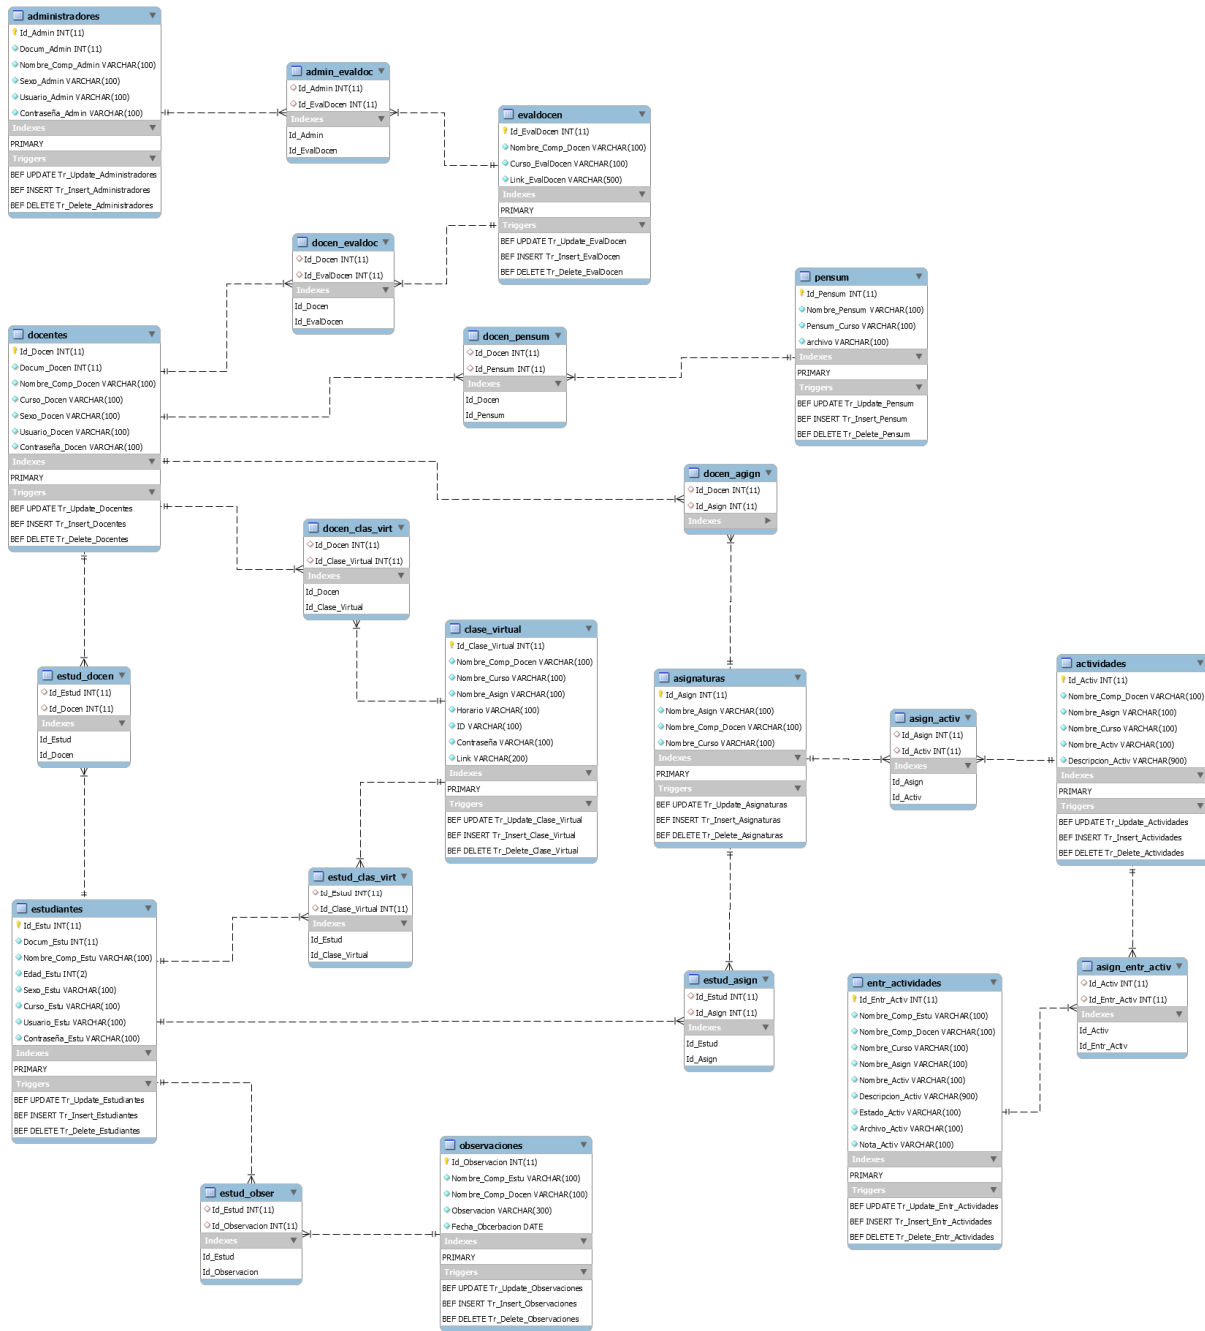 administradores
Id_Admin INT(11)
Docum_Admin INT(11)
Nombre_Comp_Admin VARCHAR(100)
Sexo_Admin VARCHAR(100)
Usuario_Admin VARCHAR(100)
Contraseña_Admin VARCHAR(100)
Indexes
PRIMARY
Triggers
BEF UPDATE Tr_Update_Administradores
BEF INSERT Tr_Insert_Administradores
BEF DELETE Tr_Delete_Administradores
admin_evaldoc
Id_Admin INT(11)
Id_EvalDocen INT(11)
Indexes
Id_Admin
Id_EvalDocen
evaldocen
Id_EvalDocen INT(11)
Nombre_Comp_Docen VARCHAR(100)
Curso_EvalDocen VARCHAR(100)
Link_EvalDocen VARCHAR(500)
Indexes
PRIMARY
Triggers
BEF UPDATE Tr_Update_EvalDocen
BEF INSERT Tr_Insert_EvalDocen
BEF DELETE Tr_Delete_EvalDocen
docen_evaldoc
Id_Docen INT(11)
Id_EvalDocen INT(11)
Indexes
Id_Docen
Id_EvalDocen
pensum
Id_Pensum INT(11)
Nombre_Pensum VARCHAR(100)
Pensum_Curso VARCHAR(100)
archivo VARCHAR(100)
Indexes
PRIMARY
Triggers
BEF UPDATE Tr_Update_Pensum
BEF INSERT Tr_Insert_Pensum
BEF DELETE Tr_Delete_Pensum
docentes
Id_Docen INT(11)
Docum_Docen INT(11)
Nombre_Comp_Docen VARCHAR(100)
Curso_Docen VARCHAR(100)
Sexo_Docen VARCHAR(100)
Usuario_Docen VARCHAR(100)
Contraseña_Docen VARCHAR(100)
Indexes
PRIMARY
Triggers
BEF UPDATE Tr_Update_Docentes
BEF INSERT Tr_Insert_Docentes
BEF DELETE Tr_Delete_Docentes
docen_pensum
Id_Docen INT(11)
Id_Pensum INT(11)
Indexes
Id_Docen
Id_Pensum
docen_agign
Id_Docen INT(11)
Id_Asign INT(11)
Indexes
docen_clas_virt
Id_Docen INT(11)
Id_Clase_Virtual INT(11)
Indexes
Id_Docen
Id_Clase_Virtual
clase_virtual
Id_Clase_Virtual INT(11)
Nombre_Comp_Docen VARCHAR(100)
Nombre_Curso VARCHAR(100)
Nombre_Asign VARCHAR(100)
Horario VARCHAR(100)
ID VARCHAR(100)
Contraseña VARCHAR(100)
Link VARCHAR(200)
Indexes
PRIMARY
Triggers
BEF UPDATE Tr_Update_Clase_Virtual
BEF INSERT Tr_Insert_Clase_Virtual
BEF DELETE Tr_Delete_Clase_Virtual
estud_docen
Id_Estud INT(11)
Id_Docen INT(11)
Indexes
Id_Estud
Id_Docen
asignaturas
Id_Asign INT(11)
Nombre_Asign VARCHAR(100)
Nombre_Comp_Docen VARCHAR(100)
Nombre_Curso VARCHAR(100)
Indexes
PRIMARY
Triggers
BEF UPDATE Tr_Update_Asignaturas
BEF INSERT Tr_Insert_Asignaturas
BEF DELETE Tr_Delete_Asignaturas
asign_activ
Id_Asign INT(11)
Id_Activ INT(11)
Indexes
Id_Asign
Id_Activ
actividades
Id_Activ INT(11)
Nombre_Comp_Docen VARCHAR(100)
Nombre_Asign VARCHAR(100)
Nombre_Curso VARCHAR(100)
Nombre_Activ VARCHAR(100)
Descripcion_Activ VARCHAR(900)
Indexes
PRIMARY
Triggers
BEF UPDATE Tr_Update_Actividades
BEF INSERT Tr_Insert_Actividades
BEF DELETE Tr_Delete_Actividades
estud_clas_virt
Id_Estud INT(11)
Id_Clase_Virtual INT(11)
Indexes
Id_Estud
Id_Clase_Virtual
estudiantes
Id_Estu INT(11)
Docum_Estu INT(11)
Nombre_Comp_Estu VARCHAR(100)
Edad_Estu INT(2)
Sexo_Estu VARCHAR(100)
Curso_Estu VARCHAR(100)
Usuario_Estu VARCHAR(100)
Contraseña_Estu VARCHAR(100)
Indexes
PRIMARY
Triggers
BEF UPDATE Tr_Update_Estudiantes
BEF INSERT Tr_Insert_Estudiantes
BEF DELETE Tr_Delete_Estudiantes
estud_asign
Id_Estud INT(11)
Id_Asign INT(11)
Indexes
Id_Estud
Id_Asign
entr_actividades
Id_Entr_Activ INT(11)
Nombre_Comp_Estu VARCHAR(100)
Nombre_Comp_Docen VARCHAR(100)
Nombre_Curso VARCHAR(100)
Nombre_Asign VARCHAR(100)
Nombre_Activ VARCHAR(100)
Descripcion_Activ VARCHAR(900)
Estado_Activ VARCHAR(100)
Archivo_Activ VARCHAR(100)
Nota_Activ VARCHAR(100)
Indexes
PRIMARY
Triggers
BEF UPDATE Tr_Update_Entr_Actividades
BEF INSERT Tr_Insert_Entr_Actividades
BEF DELETE Tr_Delete_Entr_Actividades
asign_entr_activ
Id_Activ INT(11)
Id_Entr_Activ INT(11)
Indexes
Id_Activ
Id_Entr_Activ
observaciones
Id_Observacion INT(11)
Nombre_Comp_Estu VARCHAR(100)
Nombre_Comp_Docen VARCHAR(100)
Observacion VARCHAR(300)
Fecha_Obcerbacion DATE
Indexes
PRIMARY
Triggers
BEF UPDATE Tr_Update_Observaciones
BEF INSERT Tr_Insert_Observaciones
BEF DELETE Tr_Delete_Observaciones
estud_obser
Id_Estud INT(11)
Id_Observacion INT(11)
Indexes
Id_Estud
Id_Observacion